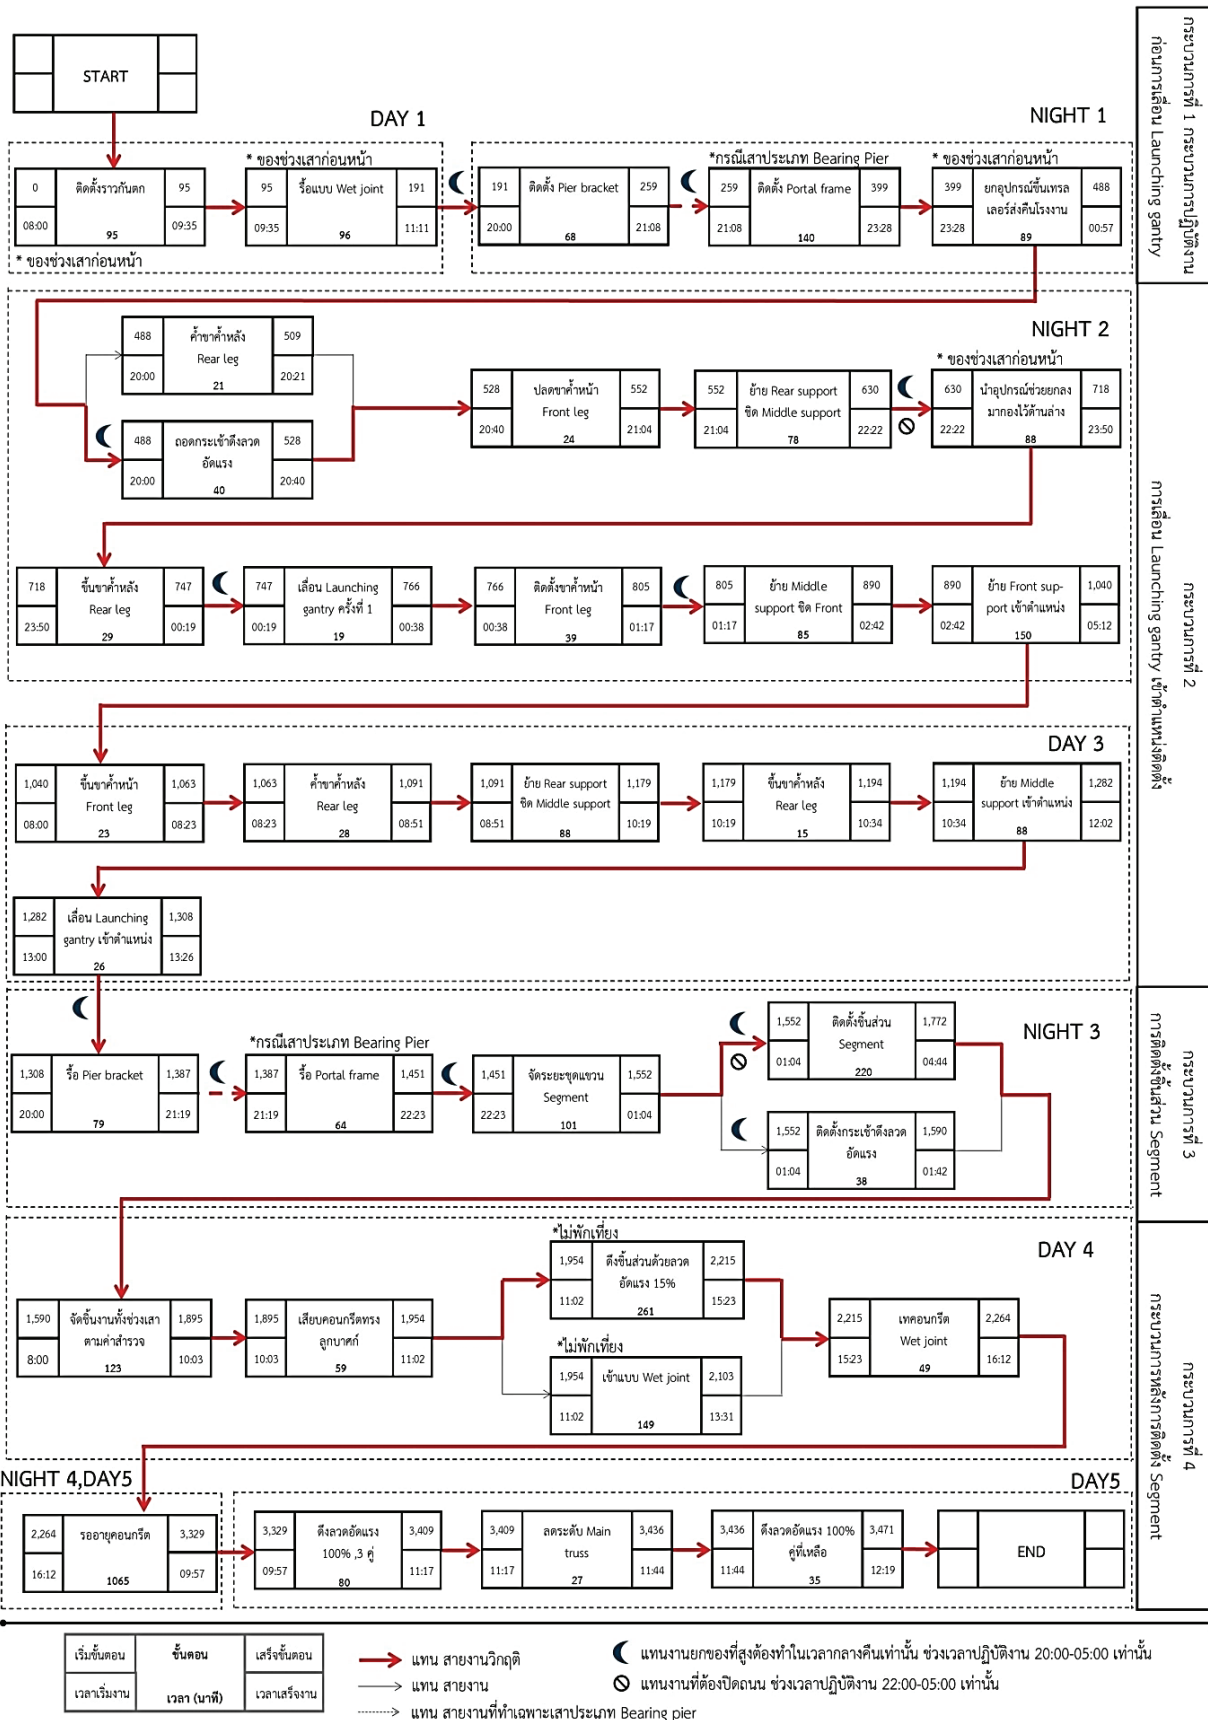 START
DAY 1
NIGHT 1
* ของช่วงเสาก่อนหน้า
*กรณีเสาประเภท Bearing Pier
* ของช่วงเสาก่อนหน้า
0
ติดตั้งราวกันตก
95
08:00
95
09:35
95
รื้อแบบ Wet joint
191
09:35
96
11:11
191
ติดตั้ง Pier bracket
259
20:00
68
21:08
259
ติดตั้ง Portal frame
399
21:08
140
23:28
399
ยกอุปกรณ์ขึ้นเทรล
เลอร์ส่งคืนโรงงาน
488
23:28
89
00:57
* ของช่วงเสาก่อนหน้า
กระบวนการที่ 1 กระบวนการปฏิบัติงาน
ก่อนการเลื่อน Launching gantry
NIGHT 2
488
ค้ำขาค้ำหลัง
Rear leg
509
20:00
21
20:21
488
ถอดกระเช้าดึงลวด
อัดแรง
528
20:00
40
20:40
528
ปลดขาค้ำหน้า
Front leg
552
20:40
24
21:04
552
ย้าย Rear support
ชิด Middle support
630
21:04
78
22:22
* ของช่วงเสาก่อนหน้า
630
นำอุปกรณ์ช่วยยกลง
มากองไว้ด้านล่าง
718
22:22
88
23:50
718
ขึ้นขาค้ำหลัง
Rear leg
747
23:50
29
00:19
747
เลื่อน Launching
gantry ครั้งที่ 1
766
00:19
19
00:38
766
ติดตั้งขาค้ำหน้า
Front leg
805
00:38
39
01:17
805
ย้าย Middle
support ชิด Front
890
01:17
85
02:42
890
ย้าย Front sup-
port เข้าตำแหน่ง
1,040
02:42
150
05:12
กระบวนการที่ 2
การเลื่อน Launching gantry เข้าตำแหน่งติดตั้ง
DAY 3
1,040
ขึ้นขาค้ำหน้า
Front leg
1,063
08:00
23
08:23
1,063
ค้ำขาค้ำหลัง
Rear leg
1,091
08:23
28
08:51
1,091
ย้าย Rear support
ชิด Middle support
1,179
08:51
88
10:19
1,179
ขึ้นขาค้ำหลัง
Rear leg
1,194
10:19
15
10:34
1,194
ย้าย Middle
support เข้าตำแหน่ง
1,282
10:34
88
12:02
1,282
เลื่อน Launching
gantry เข้าตำแหน่ง
1,308
13:00
26
13:26
NIGHT 3
1,308
รื้อ Pier bracket
1,387
20:00
79
21:19
*กรณีเสาประเภท Bearing Pier
1,387
รื้อ Portal frame
1,451
21:19
64
22:23
1,451
จัดระยะชุดแขวน
Segment
1,552
22:23
101
01:04
1,552
ติดตั้งชิ้นส่วน
Segment
1,772
01:04
220
04:44
1,552
ติดตั้งกระเช้าดึงลวด
อัดแรง
1,590
01:04
38
01:42
กระบวนการที่ 3
การติดตั้งชิ้นส่วน Segment
DAY 4
1,590
จัดชิ้นงานทั้งช่วงเสา
ตามค่าสำรวจ
1,895
8:00
123
10:03
1,895
เสียบคอนกรีตทรง
ลูกบาศก์
1,954
10:03
59
11:02
*ไม่พักเที่ยง
1,954
ดึงชิ้นส่วนด้วยลวด
อัดแรง 15%
2,215
11:02
261
15:23
*ไม่พักเที่ยง
1,954
เข้าแบบ Wet joint
2,103
11:02
149
13:31
2,215
เทคอนกรีต
Wet joint
2,264
15:23
49
16:12
กระบวนการที่ 4
กระบวนการหลังการติดตั้ง Segment
NIGHT 4,DAY5
DAY5
2,264
รออายุคอนกรีต
3,329
16:12
1065
09:57
3,329
ดึงลวดอัดแรง
100% ,3 คู่
3,409
09:57
80
11:17
3,409
ลดระดับ Main
truss
3,436
11:17
27
11:44
3,436
ดึงลวดอัดแรง 100%
คู่ที่เหลือ
3,471
11:44
35
12:19
END
เริ่มขั้นตอน
ขั้นตอน
เสร็จขั้นตอน
เวลาเริ่มงาน
เวลา (นาที)
เวลาเสร็จงาน
แทน สายงานวิกฤติ
แทน สายงาน
แทน สายงานที่ทำเฉพาะเสาประเภท Bearing pier
แทนงานยกของที่สูงต้องทำในเวลากลางคืนเท่านั้น ช่วงเวลาปฏิบัติงาน 20:00-05:00 เท่านั้น
แทนงานที่ต้องปิดถนน ช่วงเวลาปฏิบัติงาน 22:00-05:00 เท่านั้น